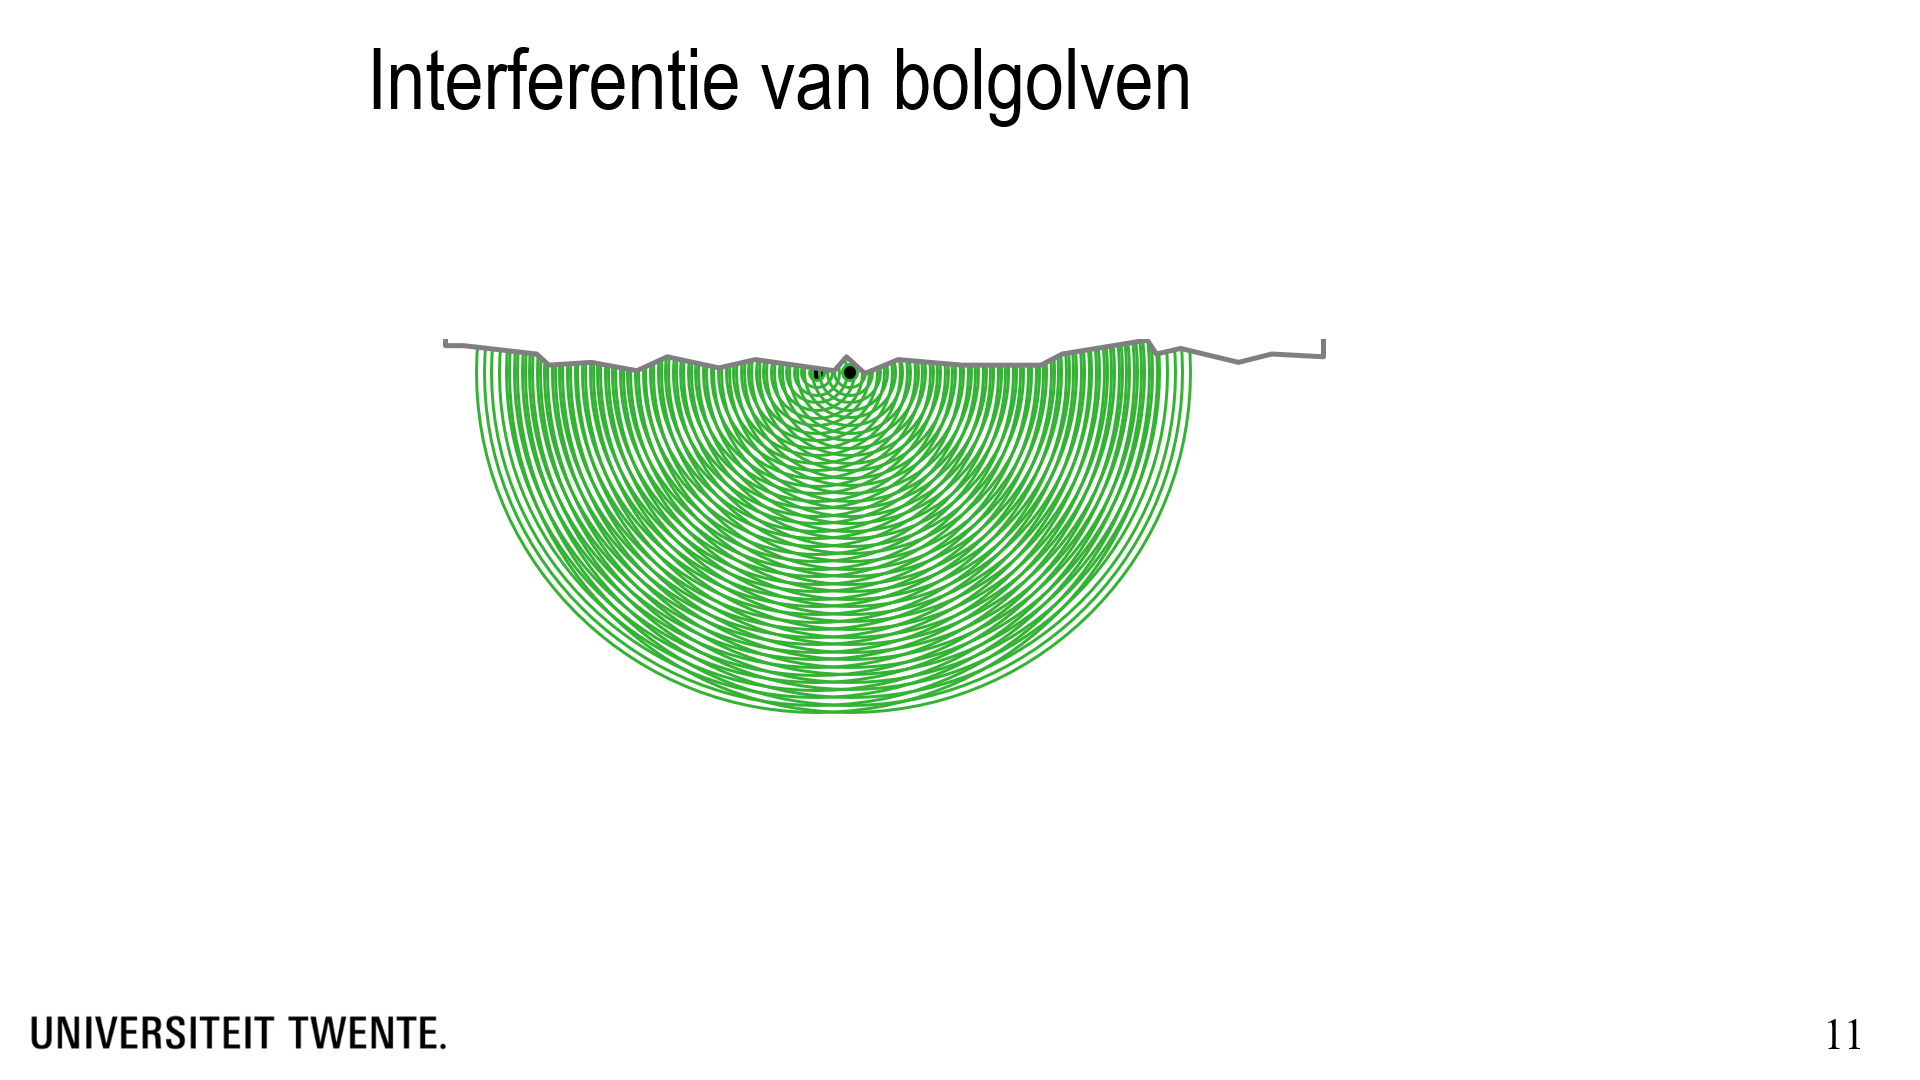 Interferentie van bolgolven
UNIVERSITEIT TWENTE.
11